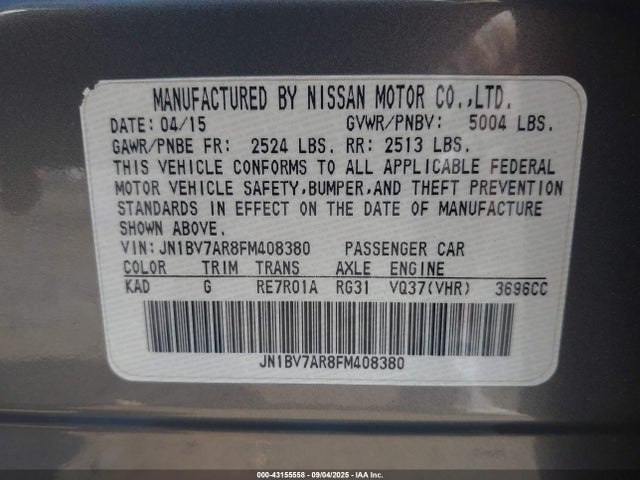 MANUFACTURED BY NISSAN MOTOR CO.,LTD.
DATE: 04/15 GVWR/PNBV: 5004 LBS.
GAWR/PNBE FR: 2524 LBS. RR: 2513 LBS.
THIS VEHICLE CONFORMS TO ALL APPLICABLE FEDERAL
MOTOR VEHICLE SAFETY,BUMPER,AND THEFT PREVENTION
STANDARDS IN EFFECT ON THE DATE OF MANUFACTURE
SHOWN ABOVE.
VIN: JN1BV7AR8FM408380 PASSENGER CAR
COLOR TRIM TRANS AXLE ENGINE
KAD G RE7R01A RG31 VQ37(VHR) 3696CC
JN1BV7AR8FM408380
000-43155558 - 09/04/2025 - IAA Inc.